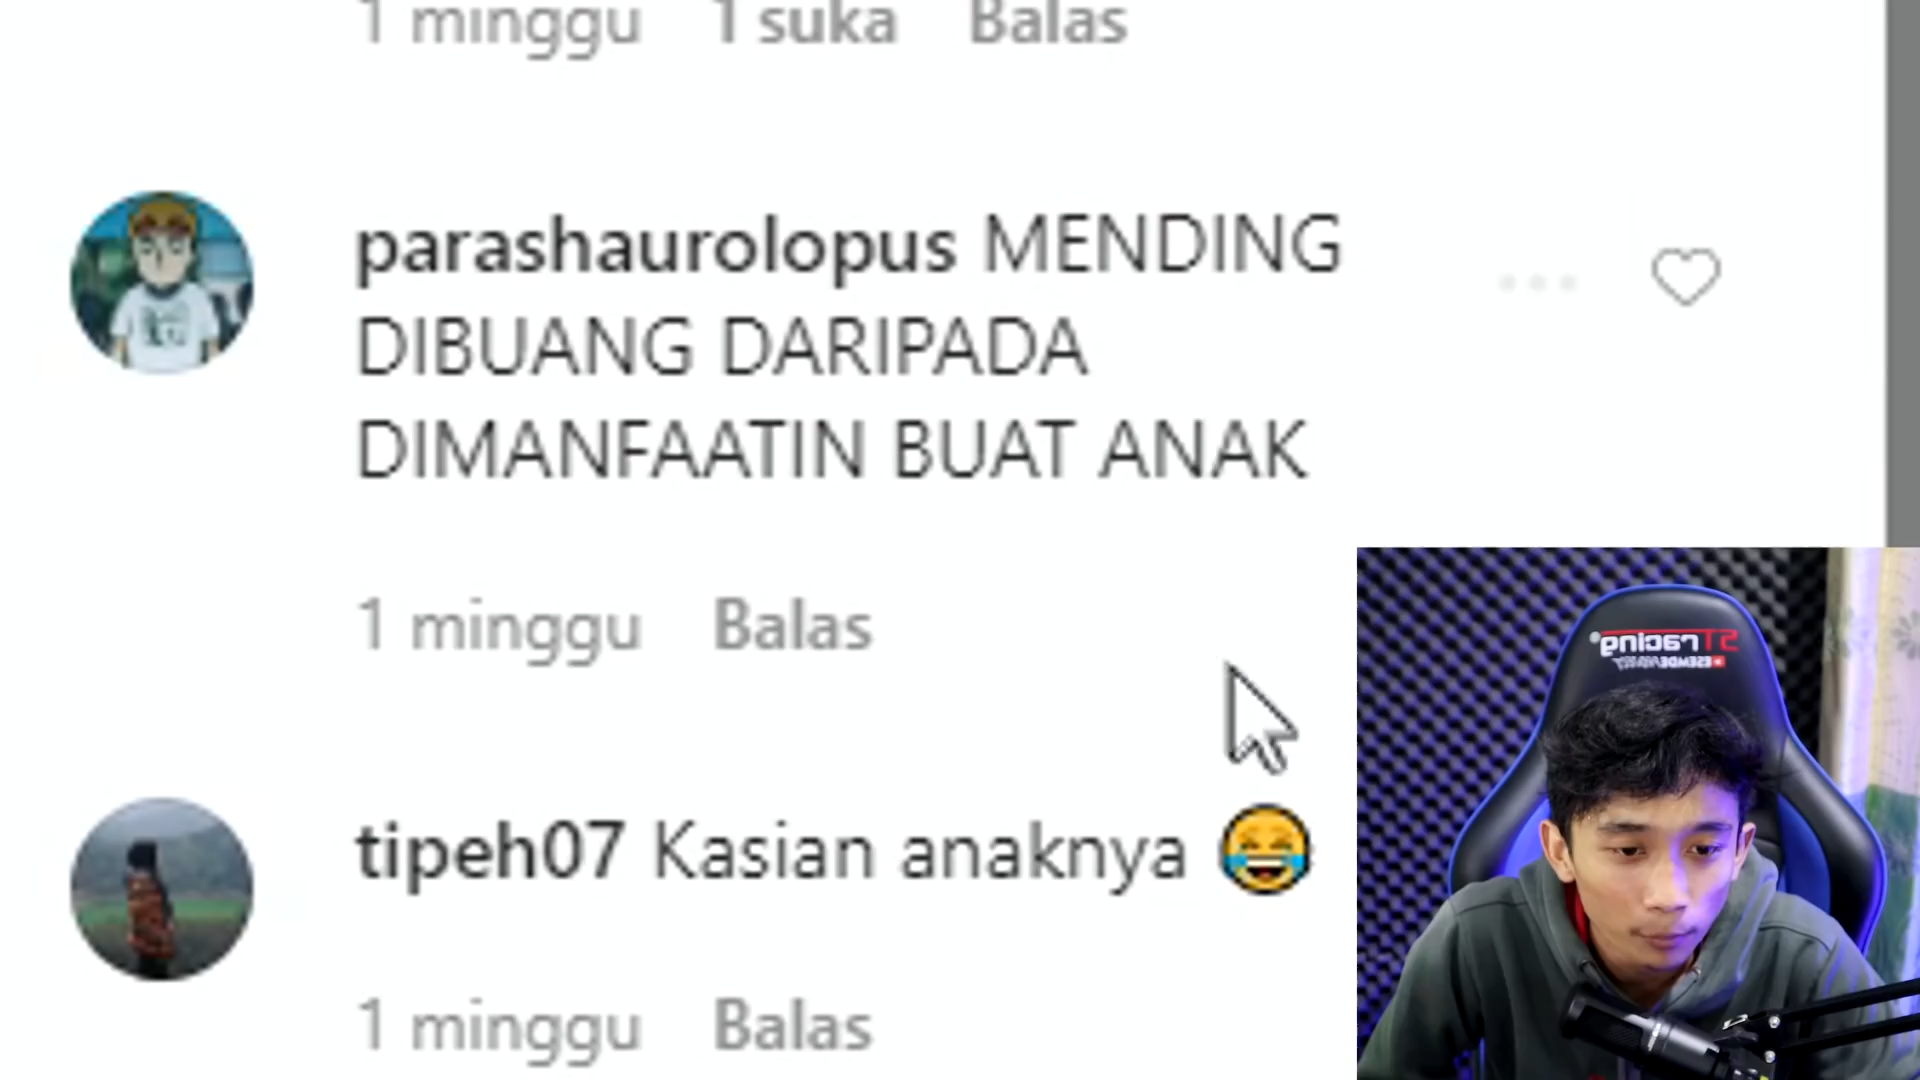 1 minggu 1 suka Balas
parashaurolopus MENDING
DIBUANG DARIPADA
DIMANFAATIN BUAT ANAK
1 minggu Balas
tipeh07 Kasian anaknya 😂
1 minggu Balas
STracing